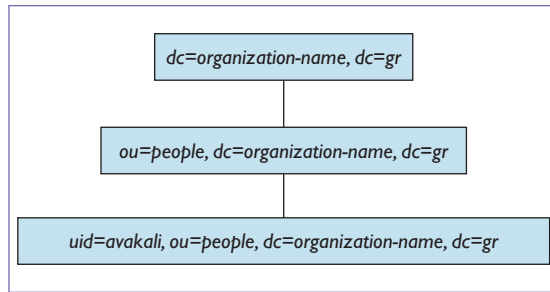 dc=organization-name, dc=gr
ou=people, dc=organization-name, dc=gr
uid=avakali, ou=people, dc=organization-name, dc=gr